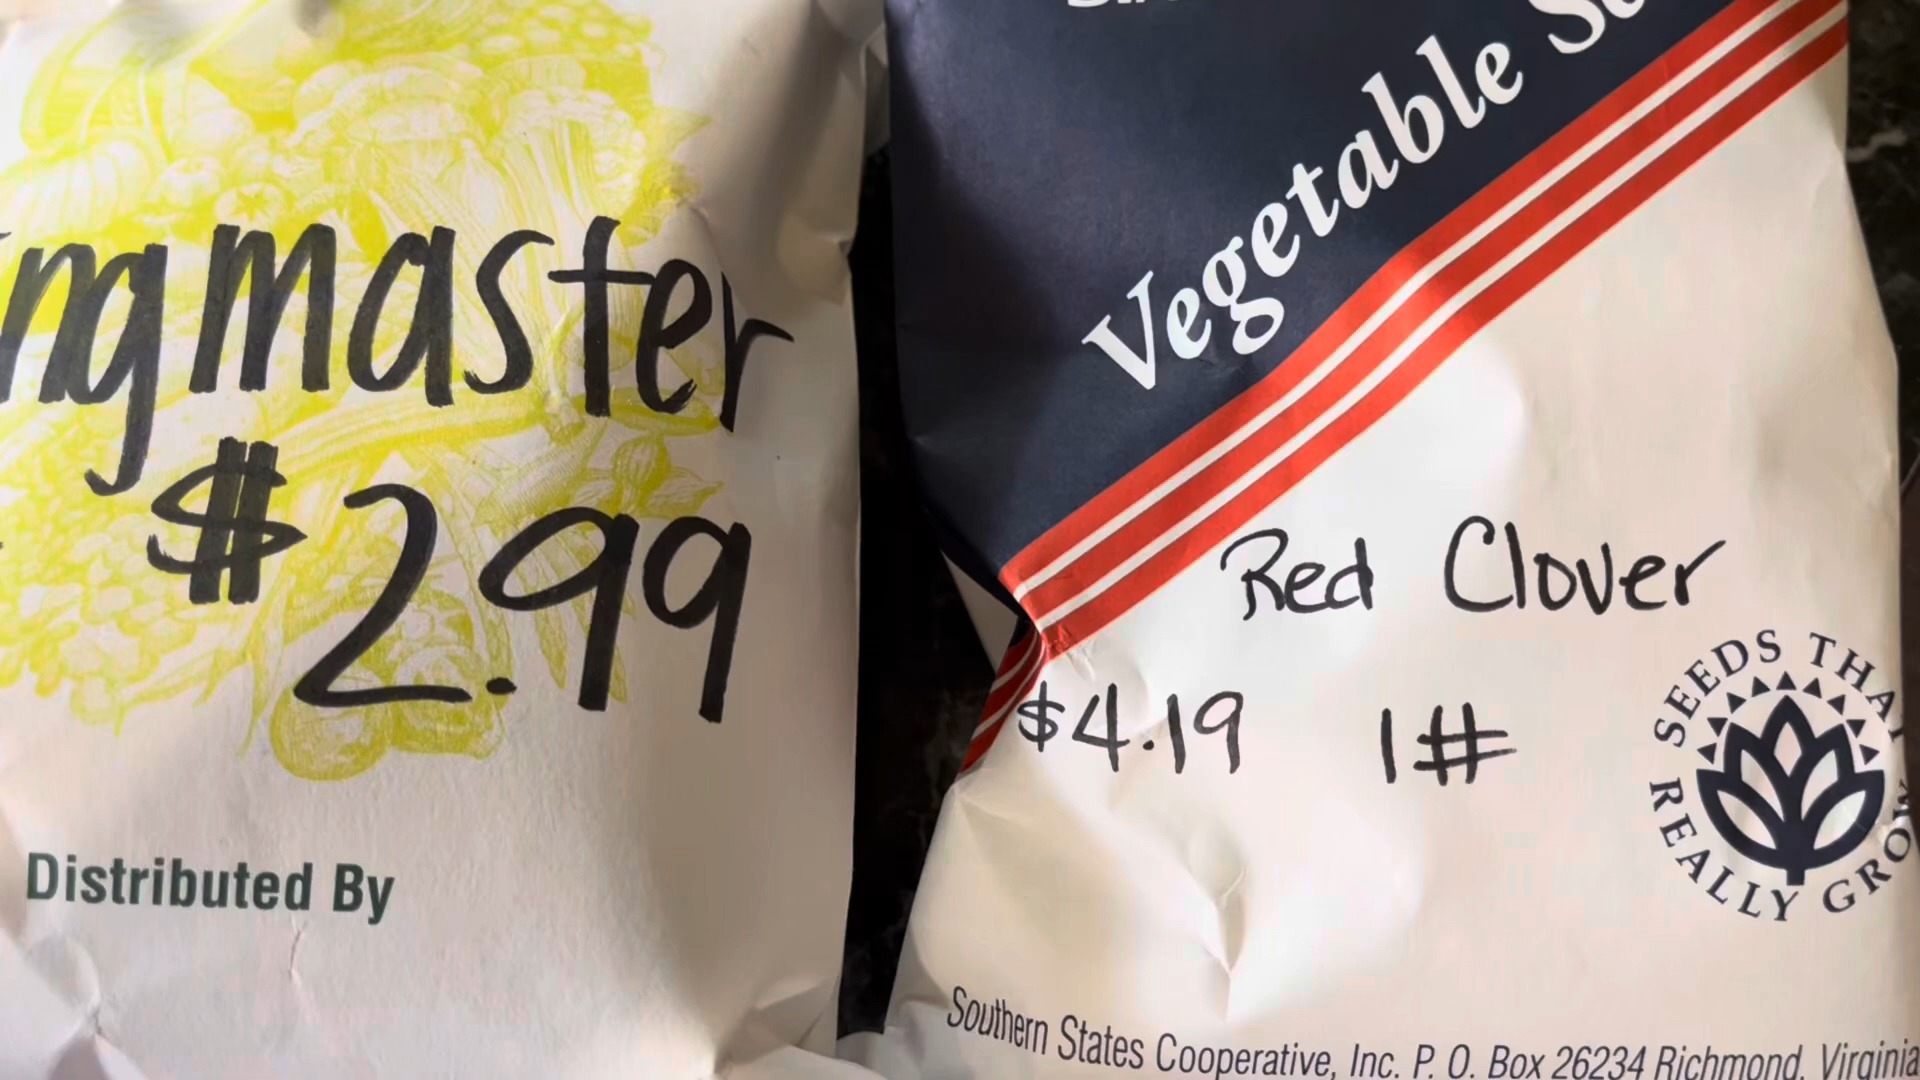 ngmaster
$2.99
Distributed By
Vegetable
Red Clover
$4.19 1#
SEEDS THAT
REALLY GROW
Southern States Cooperative, Inc. P. O. Box 26234 Richmond, Virginia